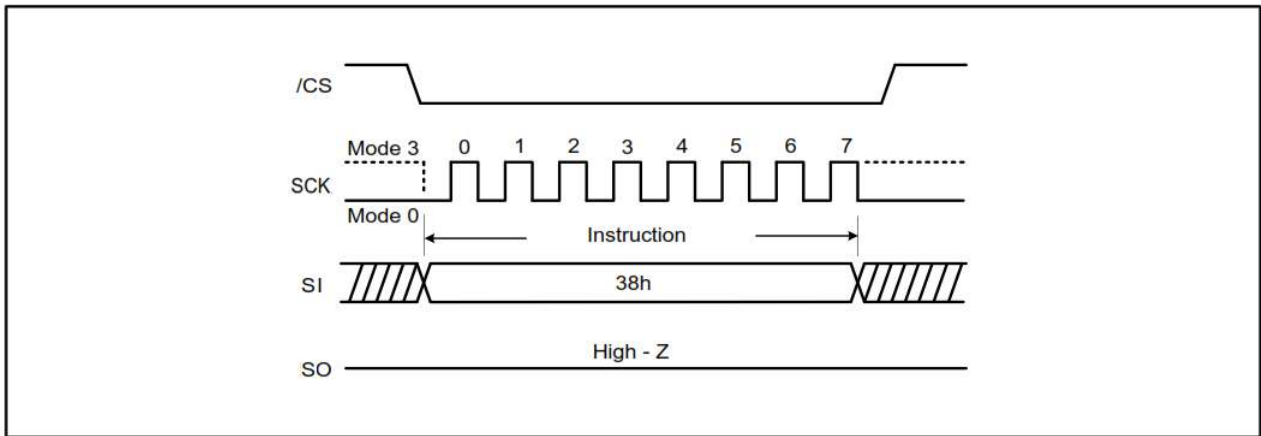 /CS
Mode 3 0 1 2 3 4 5 6 7
SCK
Mode 0
Instruction
SI 38h
High - Z
SO